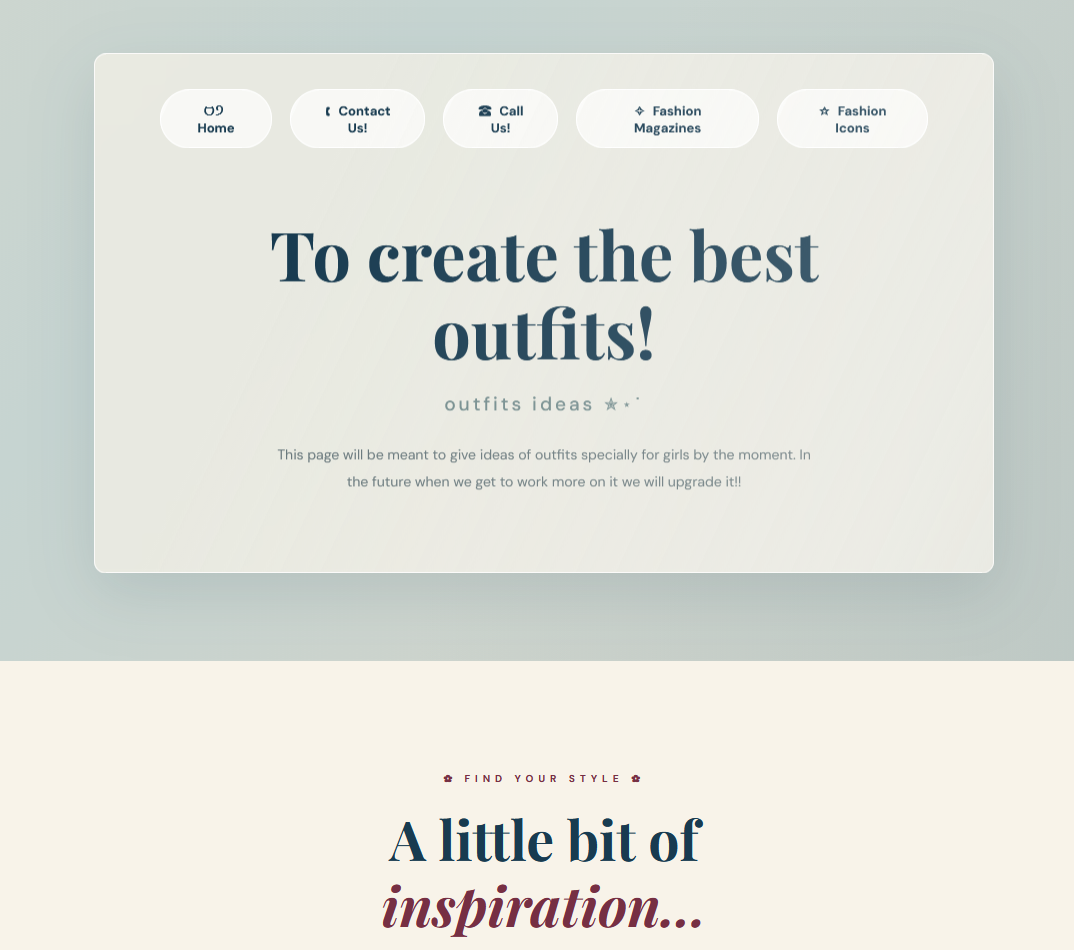 ღ Home
✆ Contact Us!
☎ Call Us!
✧ Fashion Magazines
☆ Fashion Icons
To create the best
outfits!
outfits ideas ✯⋆˙
This page will be meant to give ideas of outfits specially for girls by the moment. In
the future when we get to work more on it we will upgrade it!!
✿ FIND YOUR STYLE ✿
A little bit of
inspiration...